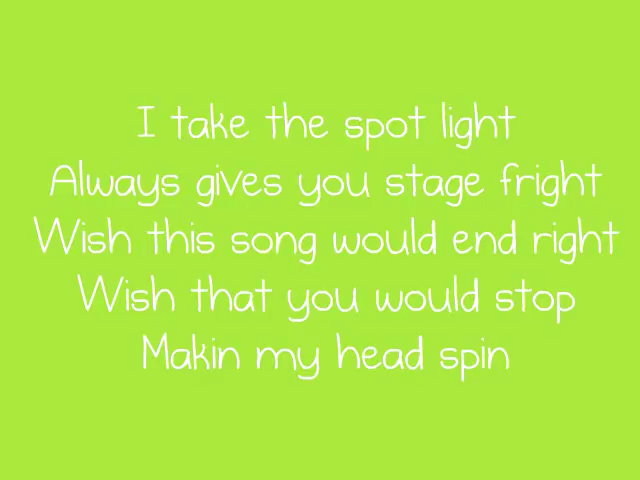 I take the spot light
Always gives you stage fright
Wish this song would end right
Wish that you would stop
Makin my head spin